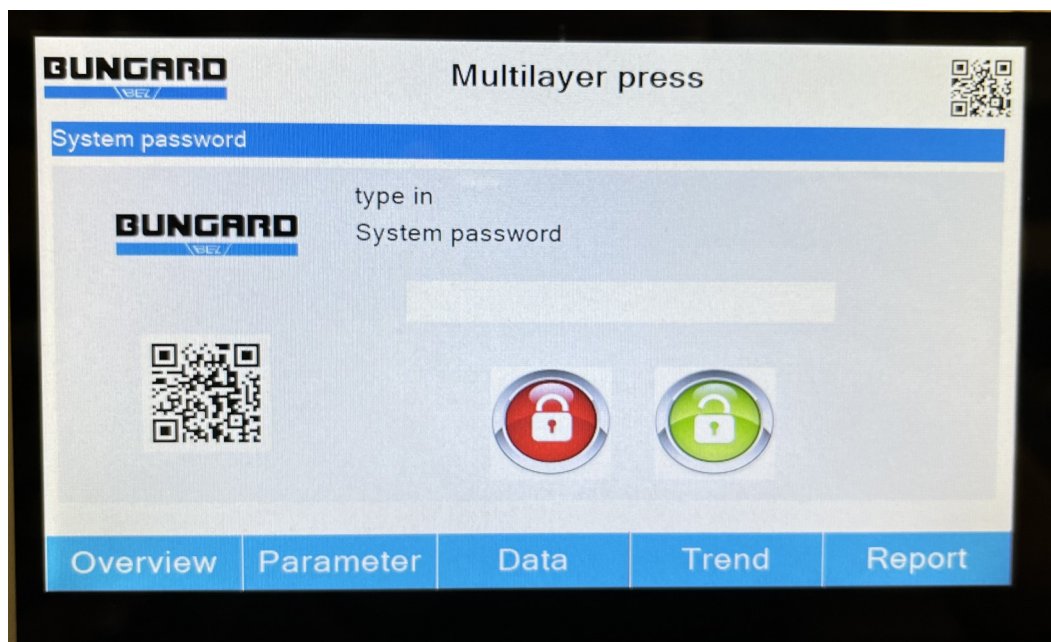 BUNGARD
BEZ
Multilayer press
System password
BUNGARD
BEZ
type in
System password
Overview
Parameter
Data
Trend
Report